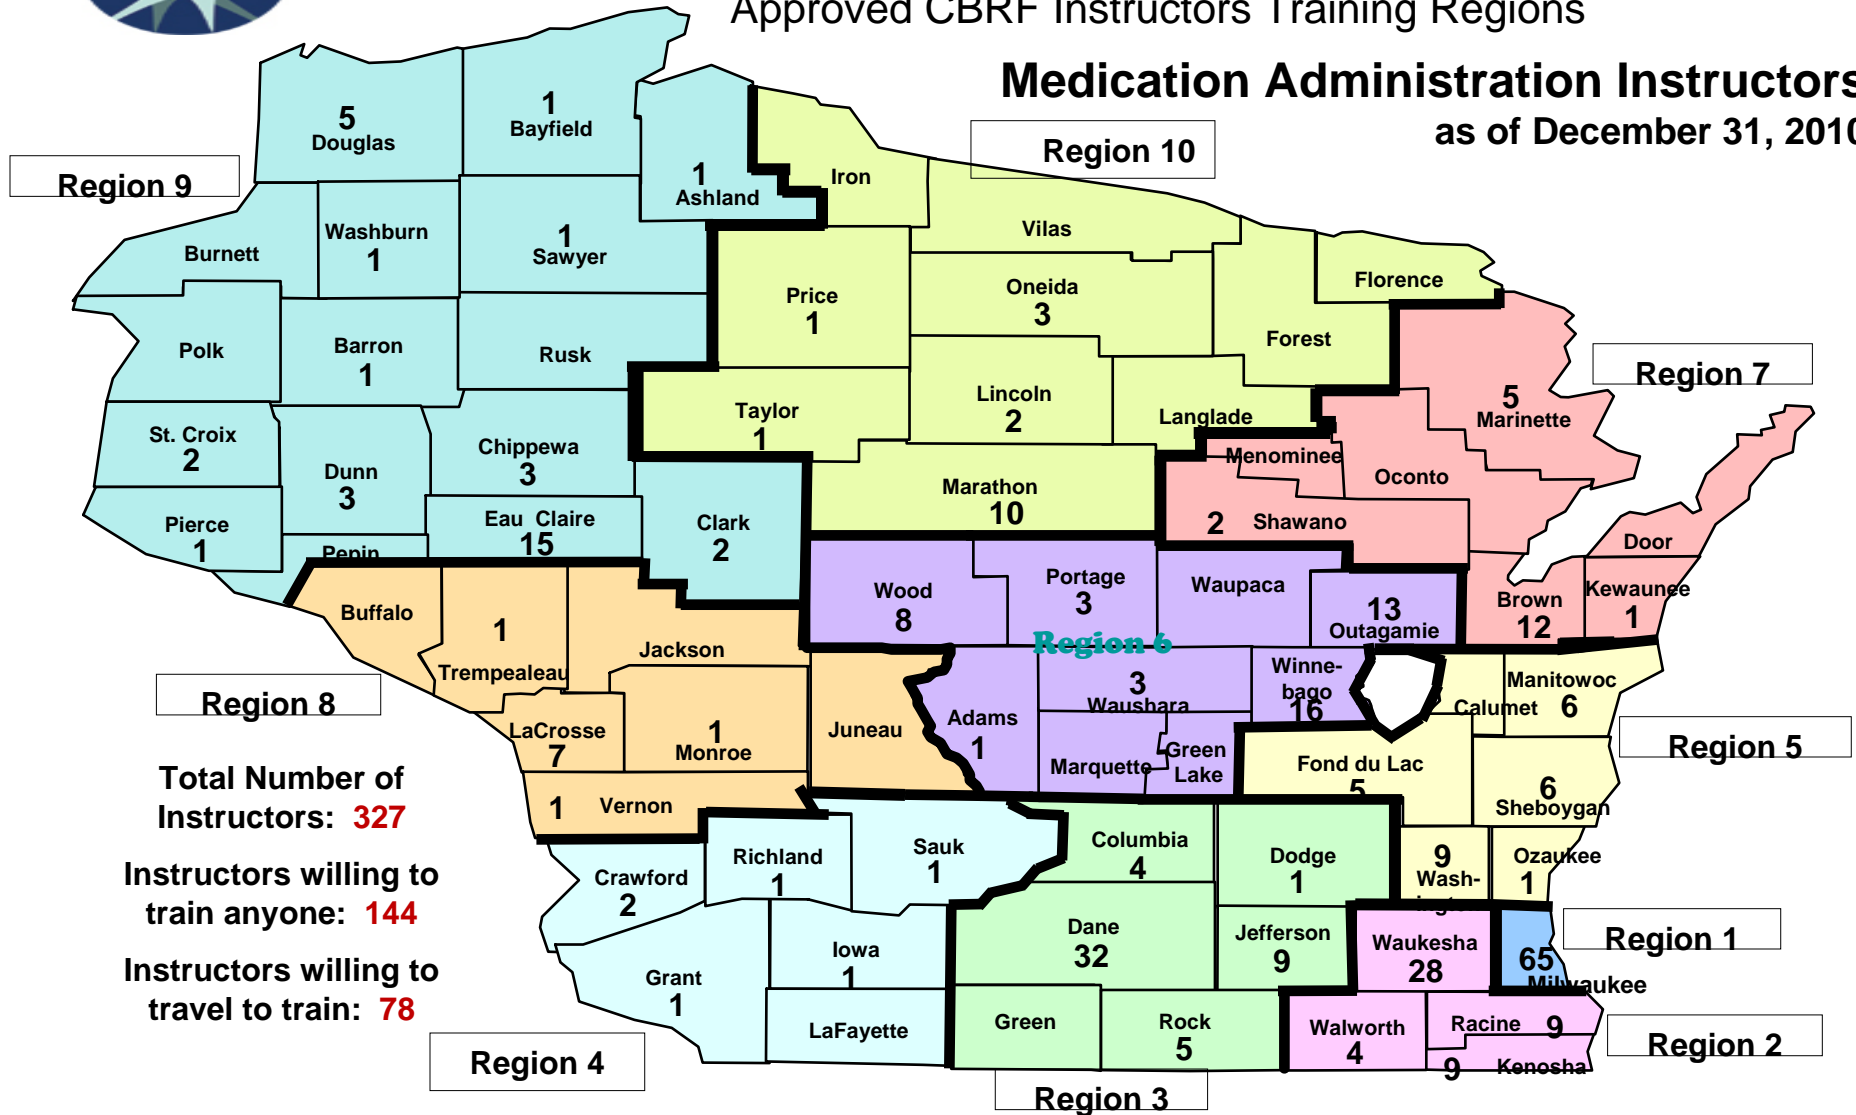 Approved CBRF Instructors Training Regions
Medication Administration Instructors
as of December 31, 2010
Region 9
Region 10
Region 7
Region 8
Region 6
Region 5
Region 1
Region 2
Region 4
Region 3
5
Douglas
1
Bayfield
1
Ashland
Burnett
Washburn
1
1
Sawyer
Polk
Barron
1
Rusk
St. Croix
2
Dunn
3
Chippewa
3
Pierce
1
Pepin
Eau Claire
15
Clark
2
Iron
Vilas
Florence
Price
1
Oneida
3
Forest
Taylor
1
Lincoln
2
Langlade
Marathon
10
5
Marinette
Menominee
Oconto
2 Shawano
Door
Brown
12
Kewaunee
1
Wood
8
Portage
3
Waupaca
13
Outagamie
Adams
1
3
Waushara
Winne-
bago
16
Marquette
Green
Lake
Buffalo
1
Trempealeau
Jackson
LaCrosse
7
1
Monroe
Juneau
1 Vernon
Calumet
Manitowoc
6
Fond du Lac
5
6
Sheboygan
9
Wash-
ington
Ozaukee
1
Richland
1
Sauk
1
Crawford
2
Grant
1
Iowa
1
LaFayette
Columbia
4
Dodge
1
Dane
32
Jefferson
9
Green
Rock
5
Waukesha
28
65
Milwaukee
Walworth
4
Racine 9
9 Kenosha
Total Number of
Instructors: 327
Instructors willing to
train anyone: 144
Instructors willing to
travel to train: 78